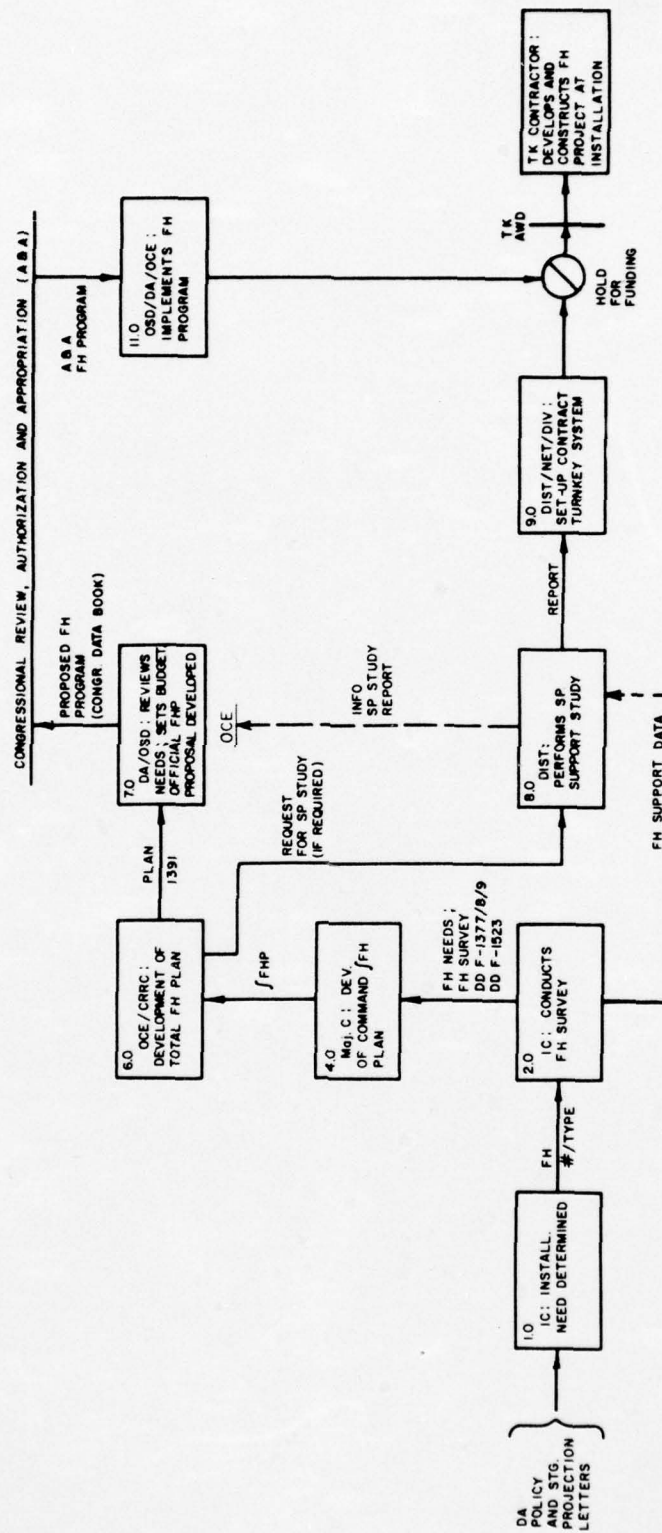 CONGRESSIONAL REVIEW, AUTHORIZATION AND APPROPRIATION (A&A)
PROPOSED FH
PROGRAM
(CONGR. DATA BOOK)
A&A
FH PROGRAM
6.0
OCE/CRRC:
DEVELOPMENT OF
TOTAL FH PLAN
PLAN
1391
7.0
DA/OSD: REVIEWS
NEEDS; SETS BUDGET,
OFFICIAL FHP
PROPOSAL DEVELOPED
OCE
11.0
OSD/DA/OCE:
IMPLEMENTS FH
PROGRAM
∫FHP
REQUEST
FOR SP STUDY
(IF REQUIRED)
INFO
SP STUDY
REPORT
4.0
Maj. C: DEV.
OF COMMAND ∫FH
PLAN
FH NEEDS;
FH SURVEY
DD F-1377/8/9
DD F-1523
DA
POLICY
AND STG.
PROJECTION
LETTERS
1.0
IC: INSTALL.
NEED DETERMINED
FH
#/TYPE
2.0
IC: CONDUCTS
FH SURVEY
8.0
DIST:
PERFORMS SP
SUPPORT STUDY
REPORT
9.0
DIST/NET/DIV:
SET-UP CONTRACT
TURNKEY SYSTEM
HOLD
FOR
FUNDING
TK
AWD
TK CONTRACTOR:
DEVELOPS AND
CONSTRUCTS FH
PROJECT AT
INSTALLATION
FH SUPPORT DATA